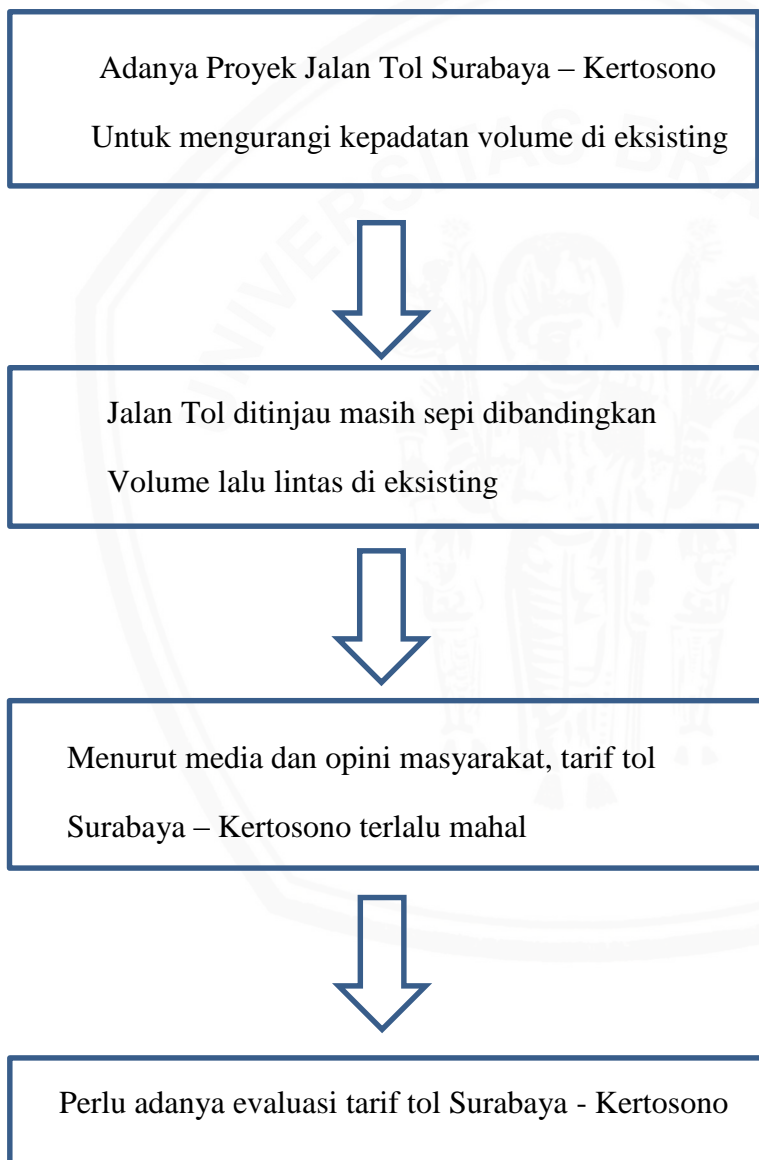 Adanya Proyek Jalan Tol Surabaya – Kertosono
Untuk mengurangi kepadatan volume di eksisting
Jalan Tol ditinjau masih sepi dibandingkan
Volume lalu lintas di eksisting
Menurut media dan opini masyarakat, tarif tol
Surabaya – Kertosono terlalu mahal
Perlu adanya evaluasi tarif tol Surabaya - Kertosono